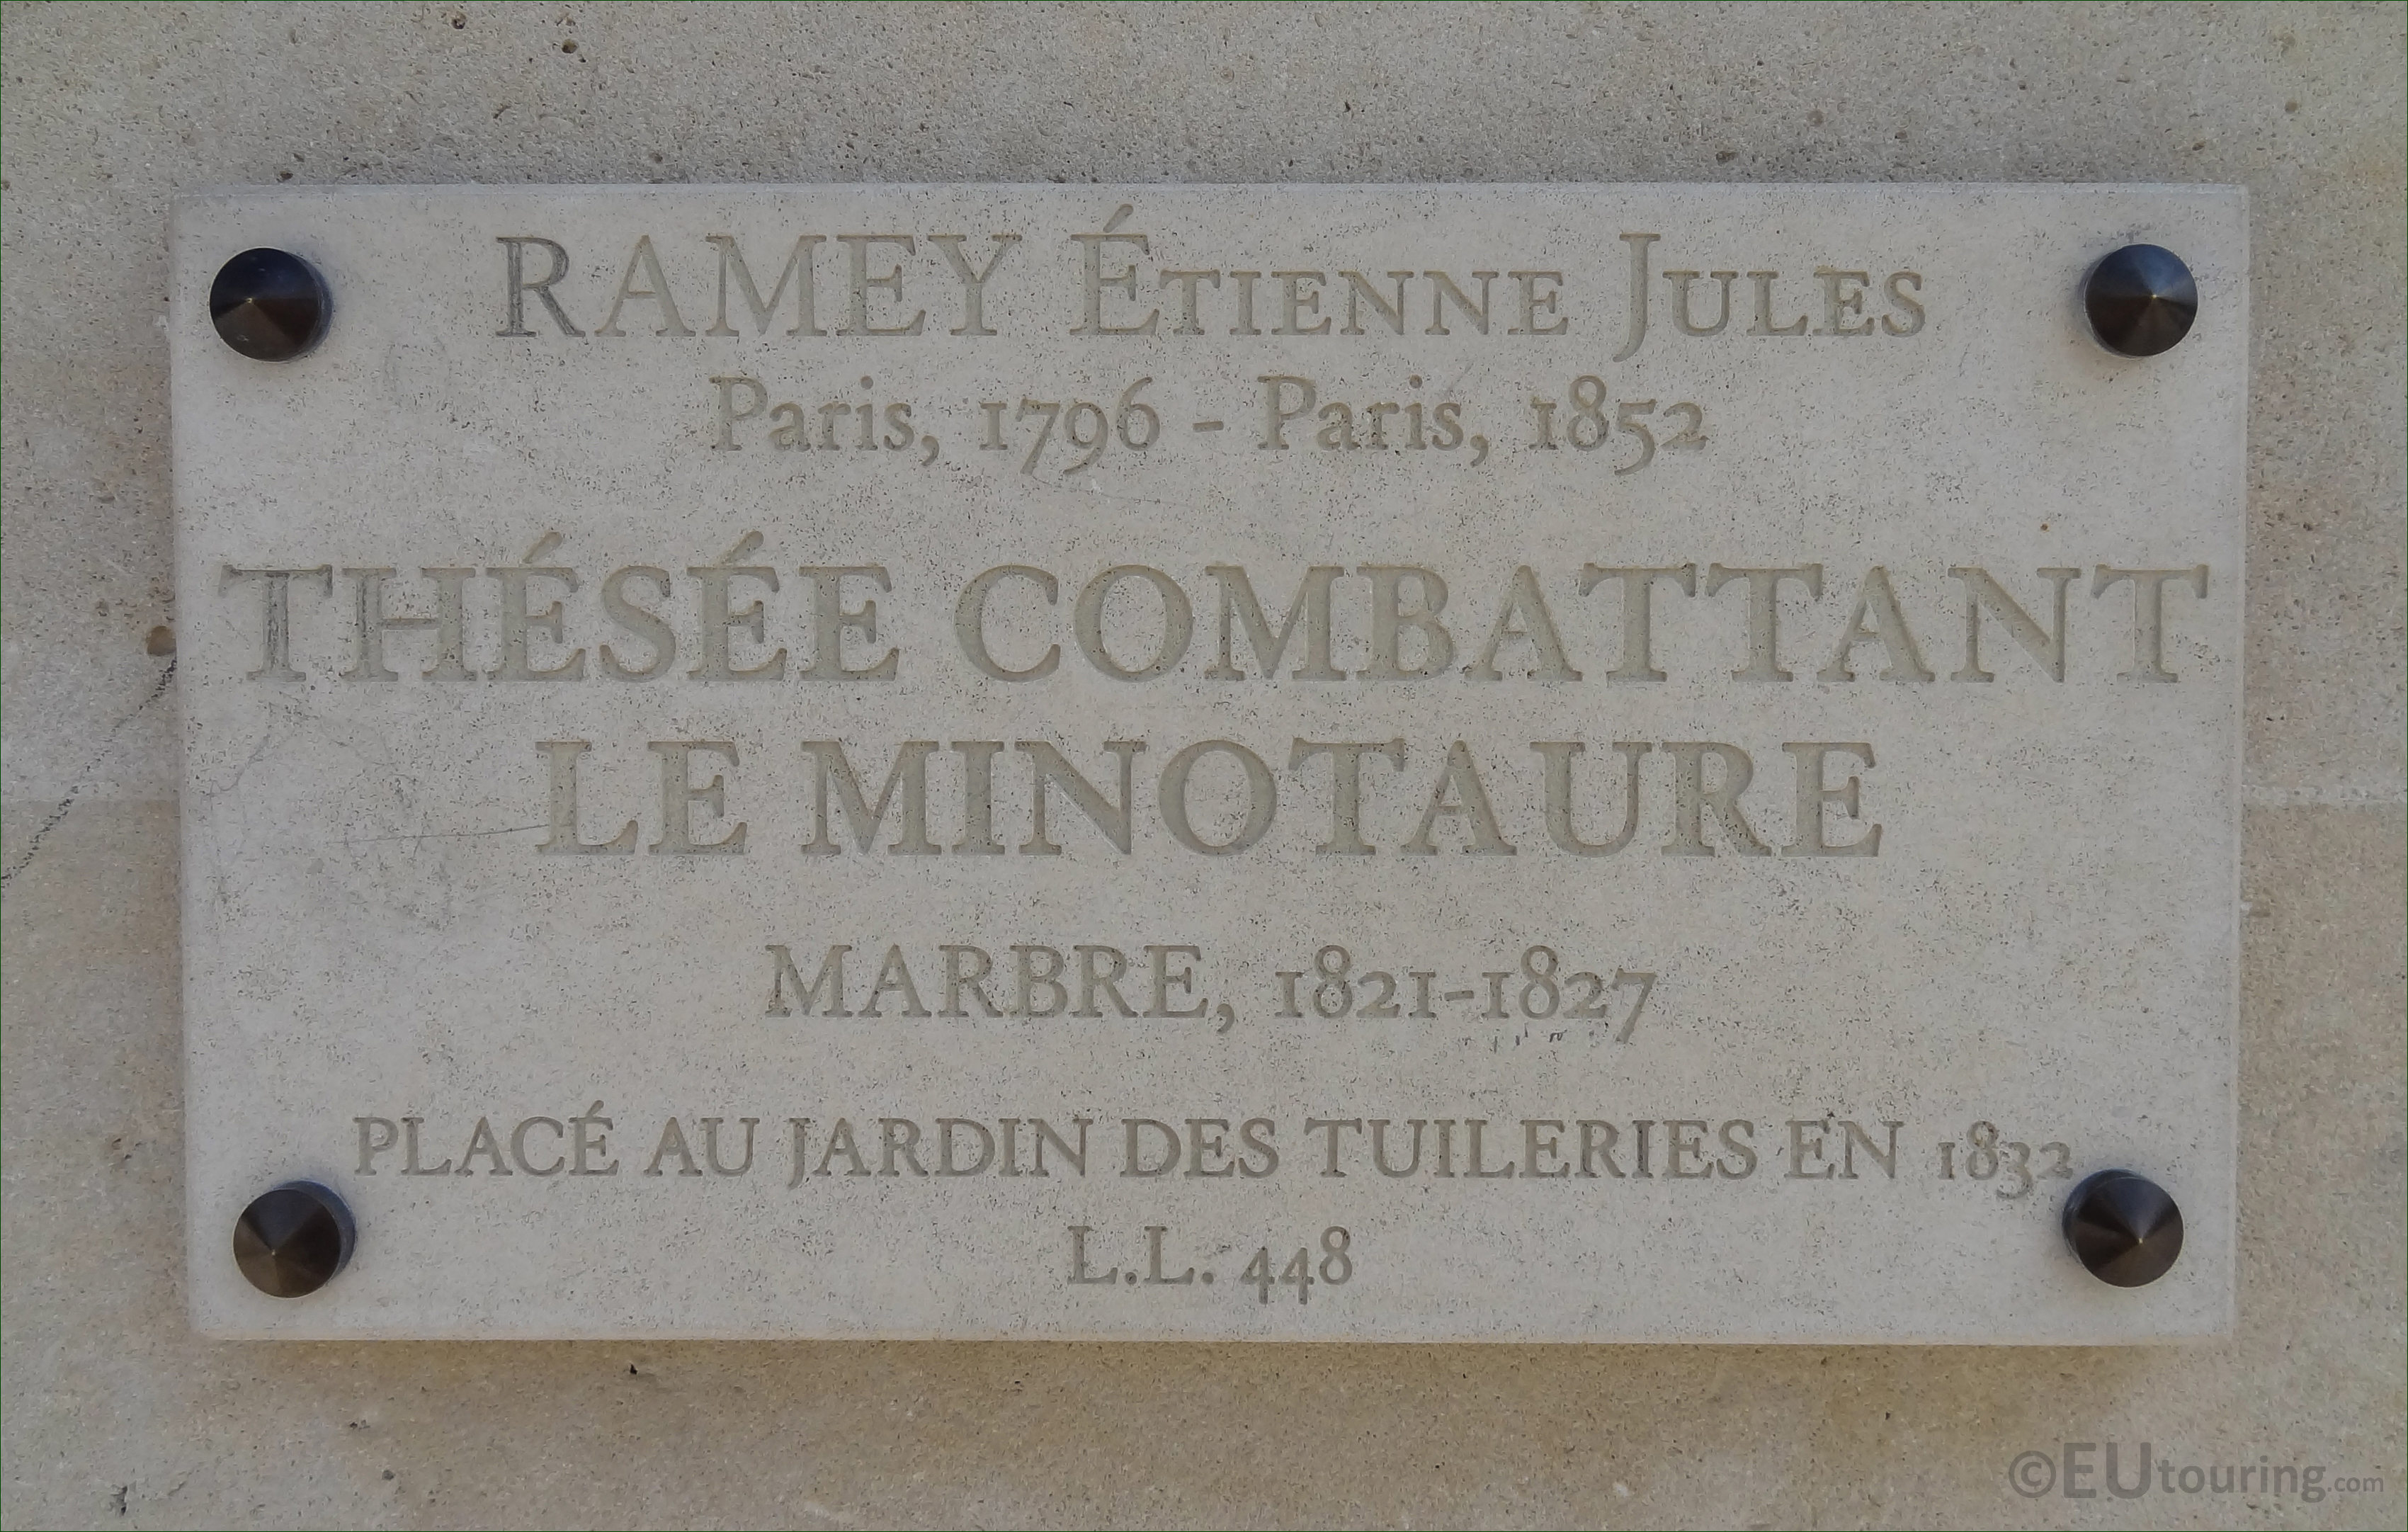 RAMEY Étienne Jules
Paris, 1796 - Paris, 1852
THÉSÉE COMBATTANT
LE MINOTAURE
MARBRE, 1821-1827
PLACÉ AU JARDIN DES TUILERIES EN 1832
L.L. 448
©EUtouring.com